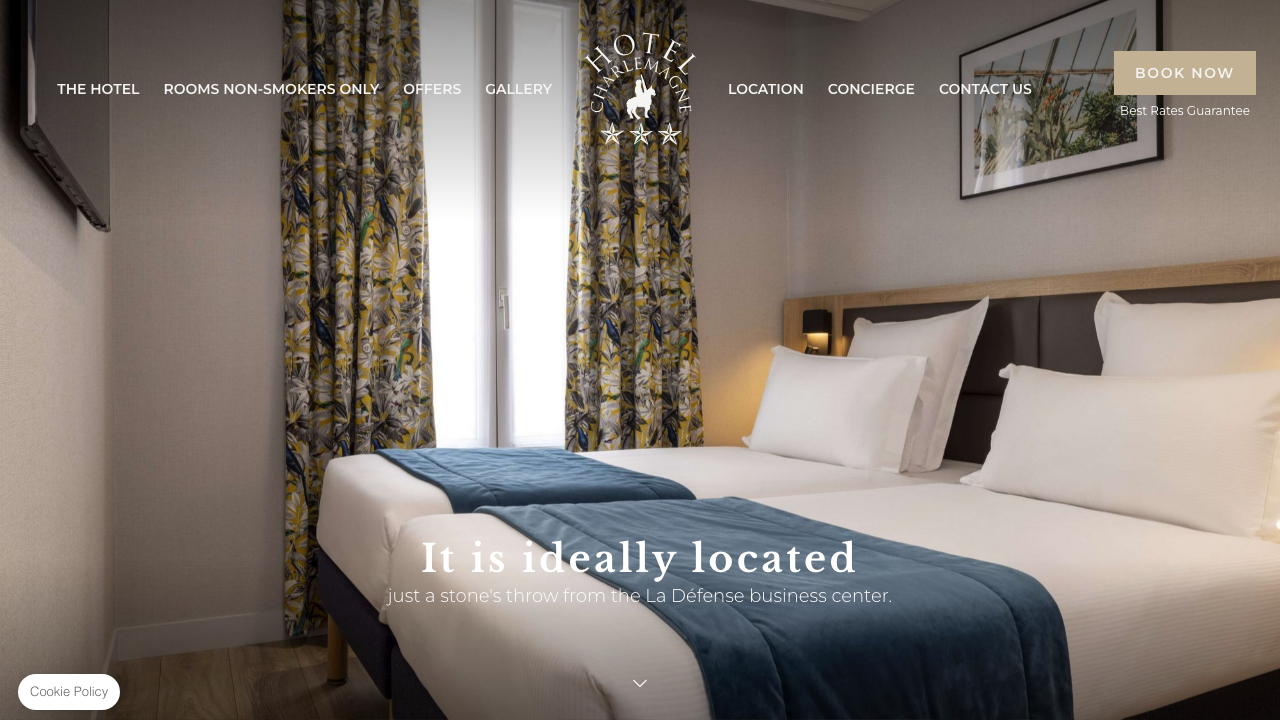 THE HOTEL
ROOMS NON-SMOKERS ONLY
OFFERS
GALLERY
HOTEL
CHARLEMAGNE
LOCATION
CONCIERGE
CONTACT US
BOOK NOW
Best Rates Guarantee
It is ideally located
just a stone's throw from the La Défense business center.
Cookie Policy